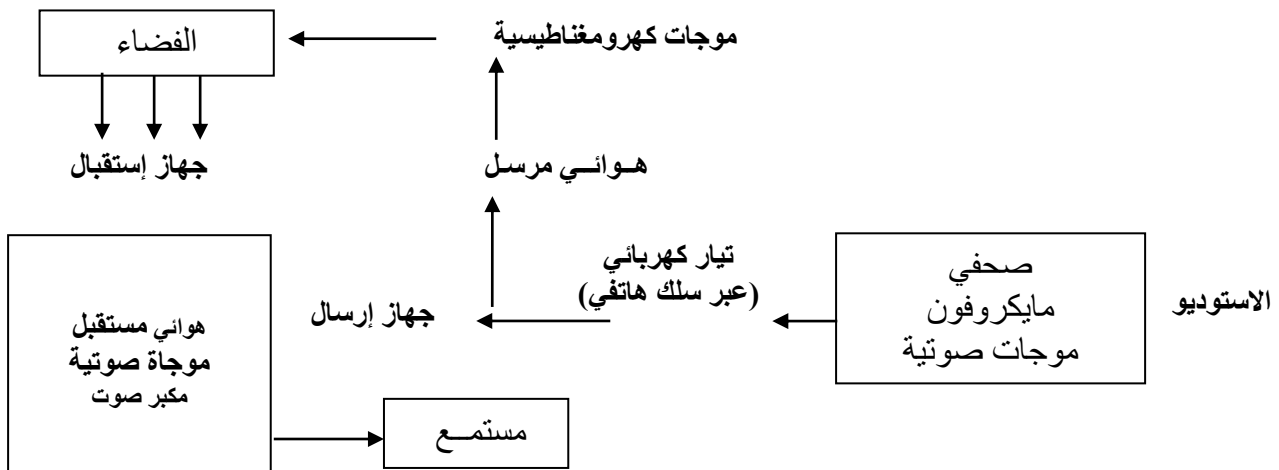 موجات كهرومغناطيسية
الفضاء
هـوائـي مرسـل
جهاز إستقبال
الاستوديو
صحفي
مايكروفون
موجات صوتية
تيار كهربائي
(عبر سلك هاتفي)
جهاز إرسال
هوائي مستقبل
موجاة صوتية
مكبر صوت
مستمـع